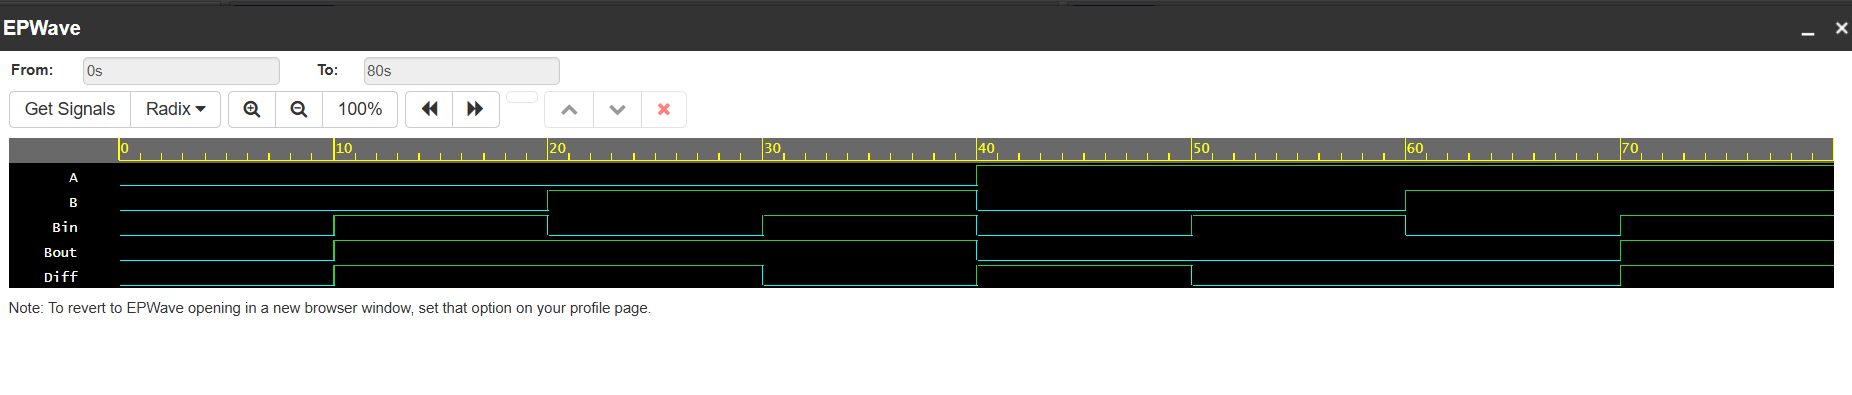 EPWave
From: 0s To: 80s
Get Signals Radix 100%
0 10 20 30 40 50 60 70
A
B
Bin
Bout
Diff
Note: To revert to EPWave opening in a new browser window, set that option on your profile page.